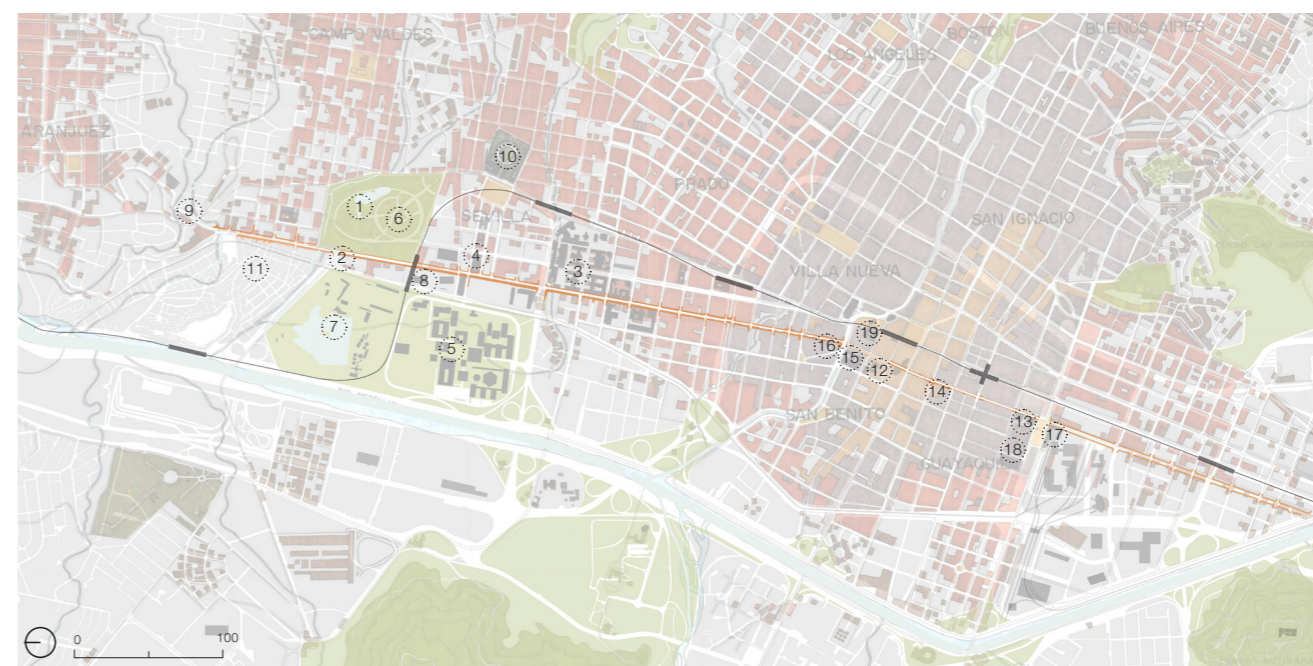 CAMPO VALDES
BOSTON
BUENOS AIRES
LOS ANGELES
ARANJUEZ
10
PRADO
1
9
6
SEVILLA
SAN IGNACIO
2
4
11
3
8
VILLA NUEVA
7
19
5
16
15
12
14
SAN BENITO
13
17
18
GUAYAQUIL
0
100